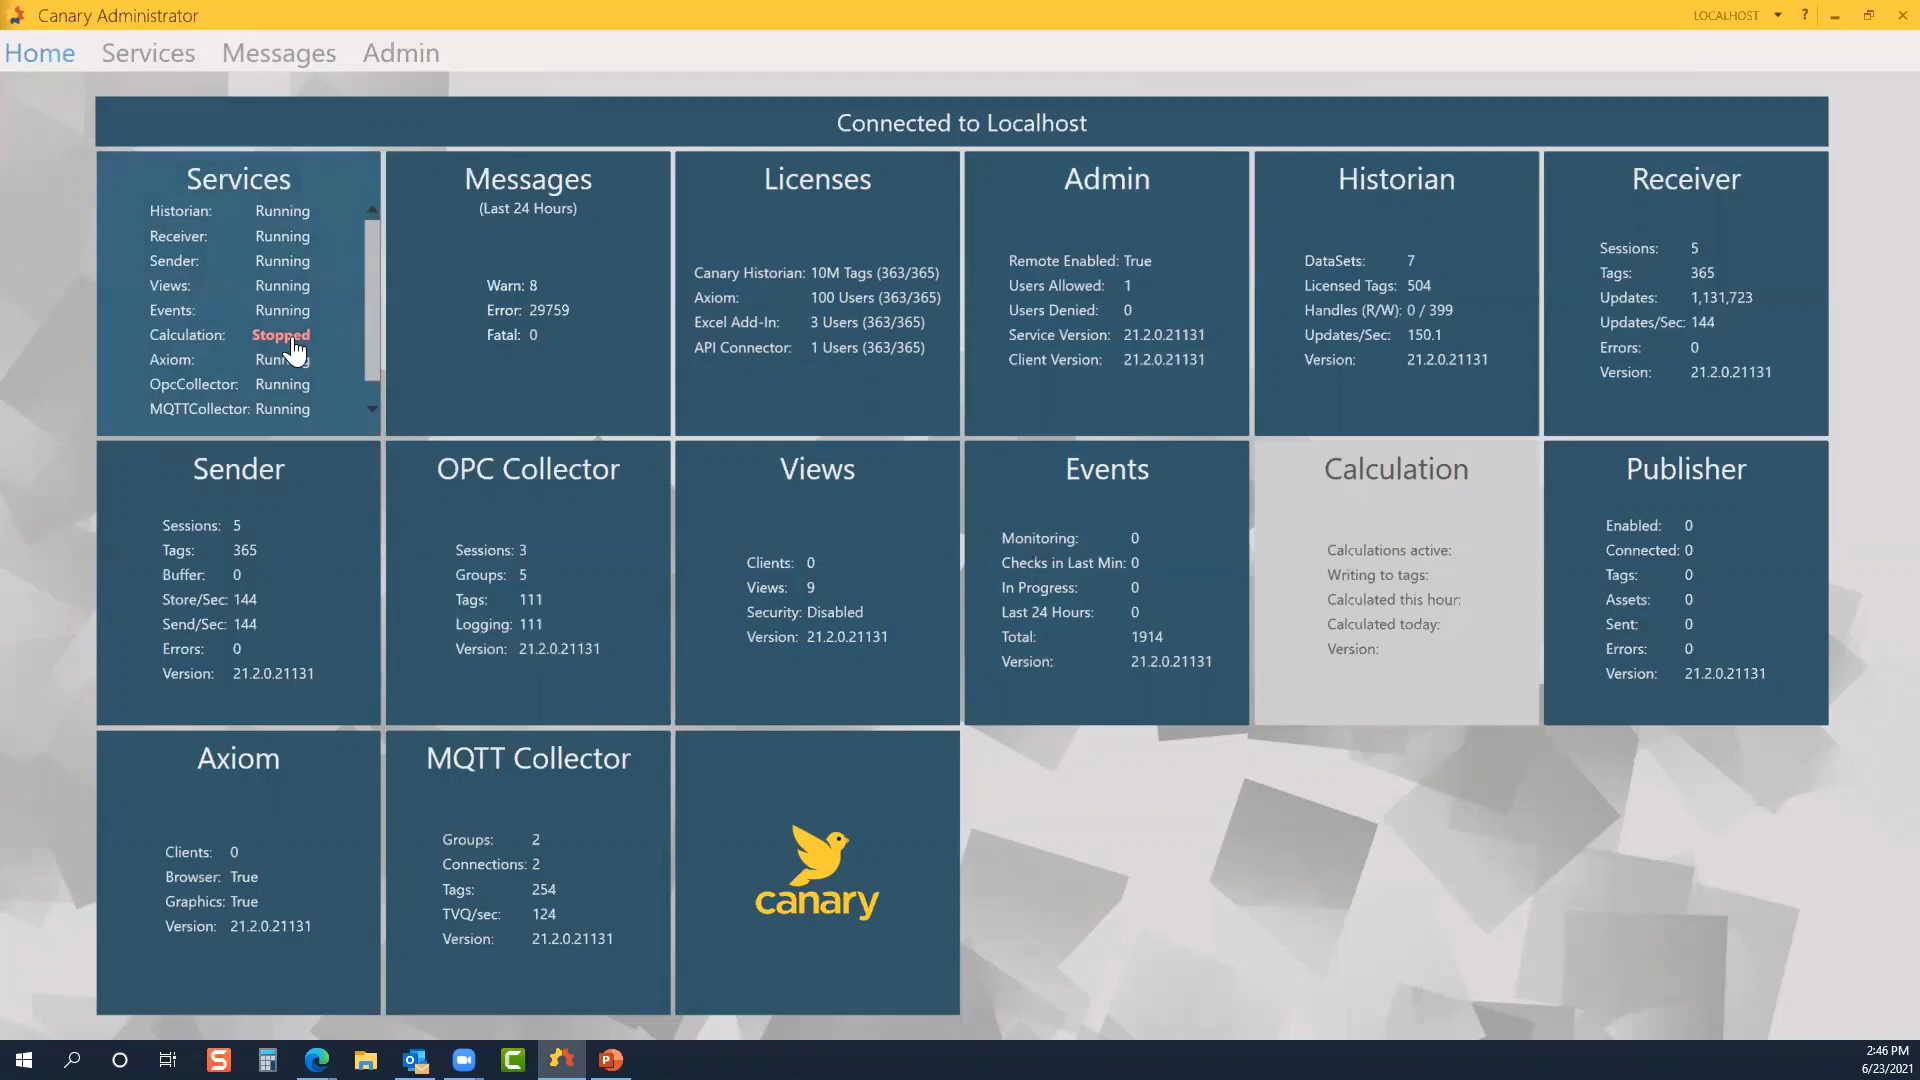 Canary Administrator
LOCALHOST ?
Home Services Messages Admin
Connected to Localhost
Services
Historian: Running
Receiver: Running
Sender: Running
Views: Running
Events: Running
Calculation: Stopped
Axiom: Running
OpcCollector: Running
MQTTCollector: Running
Messages
(Last 24 Hours)
Warn: 8
Error: 29759
Fatal: 0
Licenses
Canary Historian: 10M Tags (363/365)
Axiom: 100 Users (363/365)
Excel Add-In: 3 Users (363/365)
API Connector: 1 Users (363/365)
Admin
Remote Enabled: True
Users Allowed: 1
Users Denied: 0
Service Version: 21.2.0.21131
Client Version: 21.2.0.21131
Historian
DataSets: 7
Licensed Tags: 504
Handles (R/W): 0 / 399
Updates/Sec: 150.1
Version: 21.2.0.21131
Receiver
Sessions: 5
Tags: 365
Updates: 1,131,723
Updates/Sec: 144
Errors: 0
Version: 21.2.0.21131
Sender
Sessions: 5
Tags: 365
Buffer: 0
Store/Sec: 144
Send/Sec: 144
Errors: 0
Version: 21.2.0.21131
OPC Collector
Sessions: 3
Groups: 5
Tags: 111
Logging: 111
Version: 21.2.0.21131
Views
Clients: 0
Views: 9
Security: Disabled
Version: 21.2.0.21131
Events
Monitoring: 0
Checks in Last Min: 0
In Progress: 0
Last 24 Hours: 0
Total: 1914
Version: 21.2.0.21131
Calculation
Calculations active:
Writing to tags:
Calculated this hour:
Calculated today:
Version:
Publisher
Enabled: 0
Connected: 0
Tags: 0
Assets: 0
Sent: 0
Errors: 0
Version: 21.2.0.21131
Axiom
Clients: 0
Browser: True
Graphics: True
Version: 21.2.0.21131
MQTT Collector
Groups: 2
Connections: 2
Tags: 254
TVQ/sec: 124
Version: 21.2.0.21131
canary
2:46 PM
6/23/2021